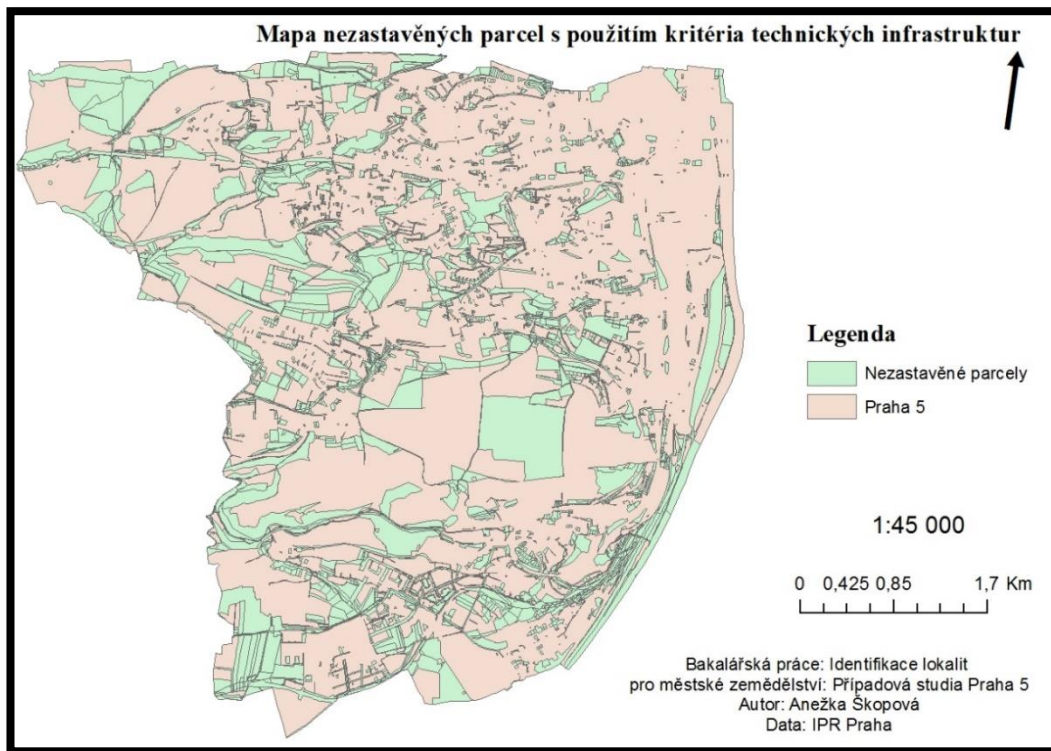 Mapa nezastavěných parcel s použitím kritéria technických infrastruktur
Legenda
Nezastavěné parcely
Praha 5
1:45 000
0 0,425 0,85 1,7 Km
Bakalářská práce: Identifikace lokalit
pro městské zemědělství: Případová studia Praha 5
Autor: Anežka Škopová
Data: IPR Praha